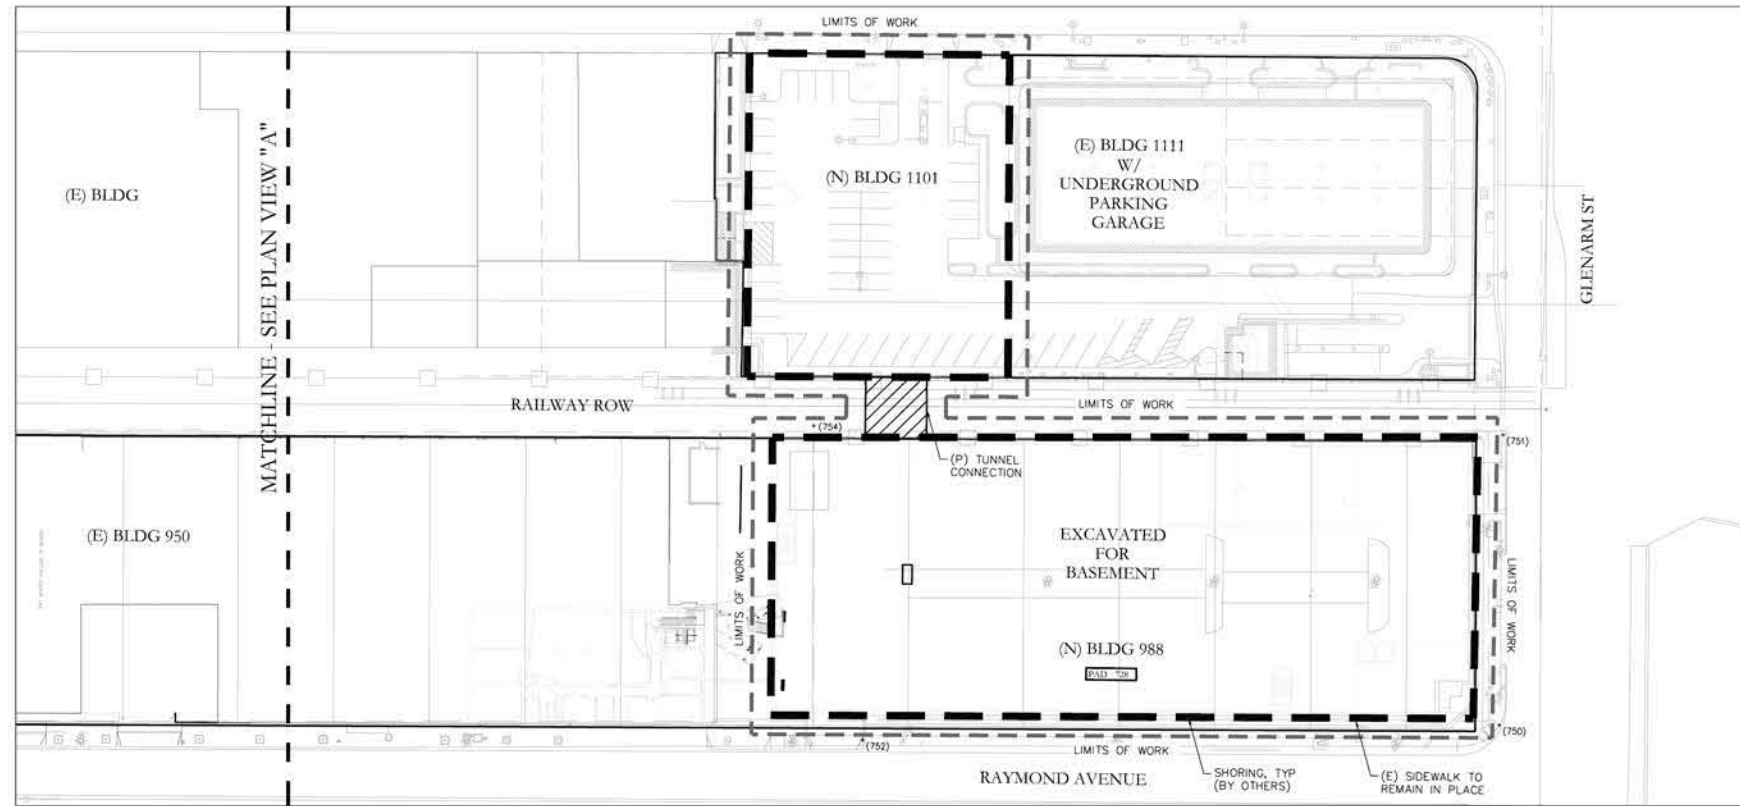 LIMITS OF WORK
(E) BLDG
MATCHLINE - SEE PLAN VIEW "A"
(N) BLDG 1101
(E) BLDG 1111
W/
UNDERGROUND
PARKING
GARAGE
GLENARM ST
RAILWAY ROW
LIMITS OF WORK
(754)
(751)
(P) TUNNEL
CONNECTION
(E) BLDG 950
LIMITS OF WORK
EXCAVATED
FOR
BASEMENT
LIMITS OF WORK
(N) BLDG 988
PAD 728
(752)
LIMITS OF WORK
(750)
RAYMOND AVENUE
SHORING, TYP
(BY OTHERS)
(E) SIDEWALK TO
REMAIN IN PLACE